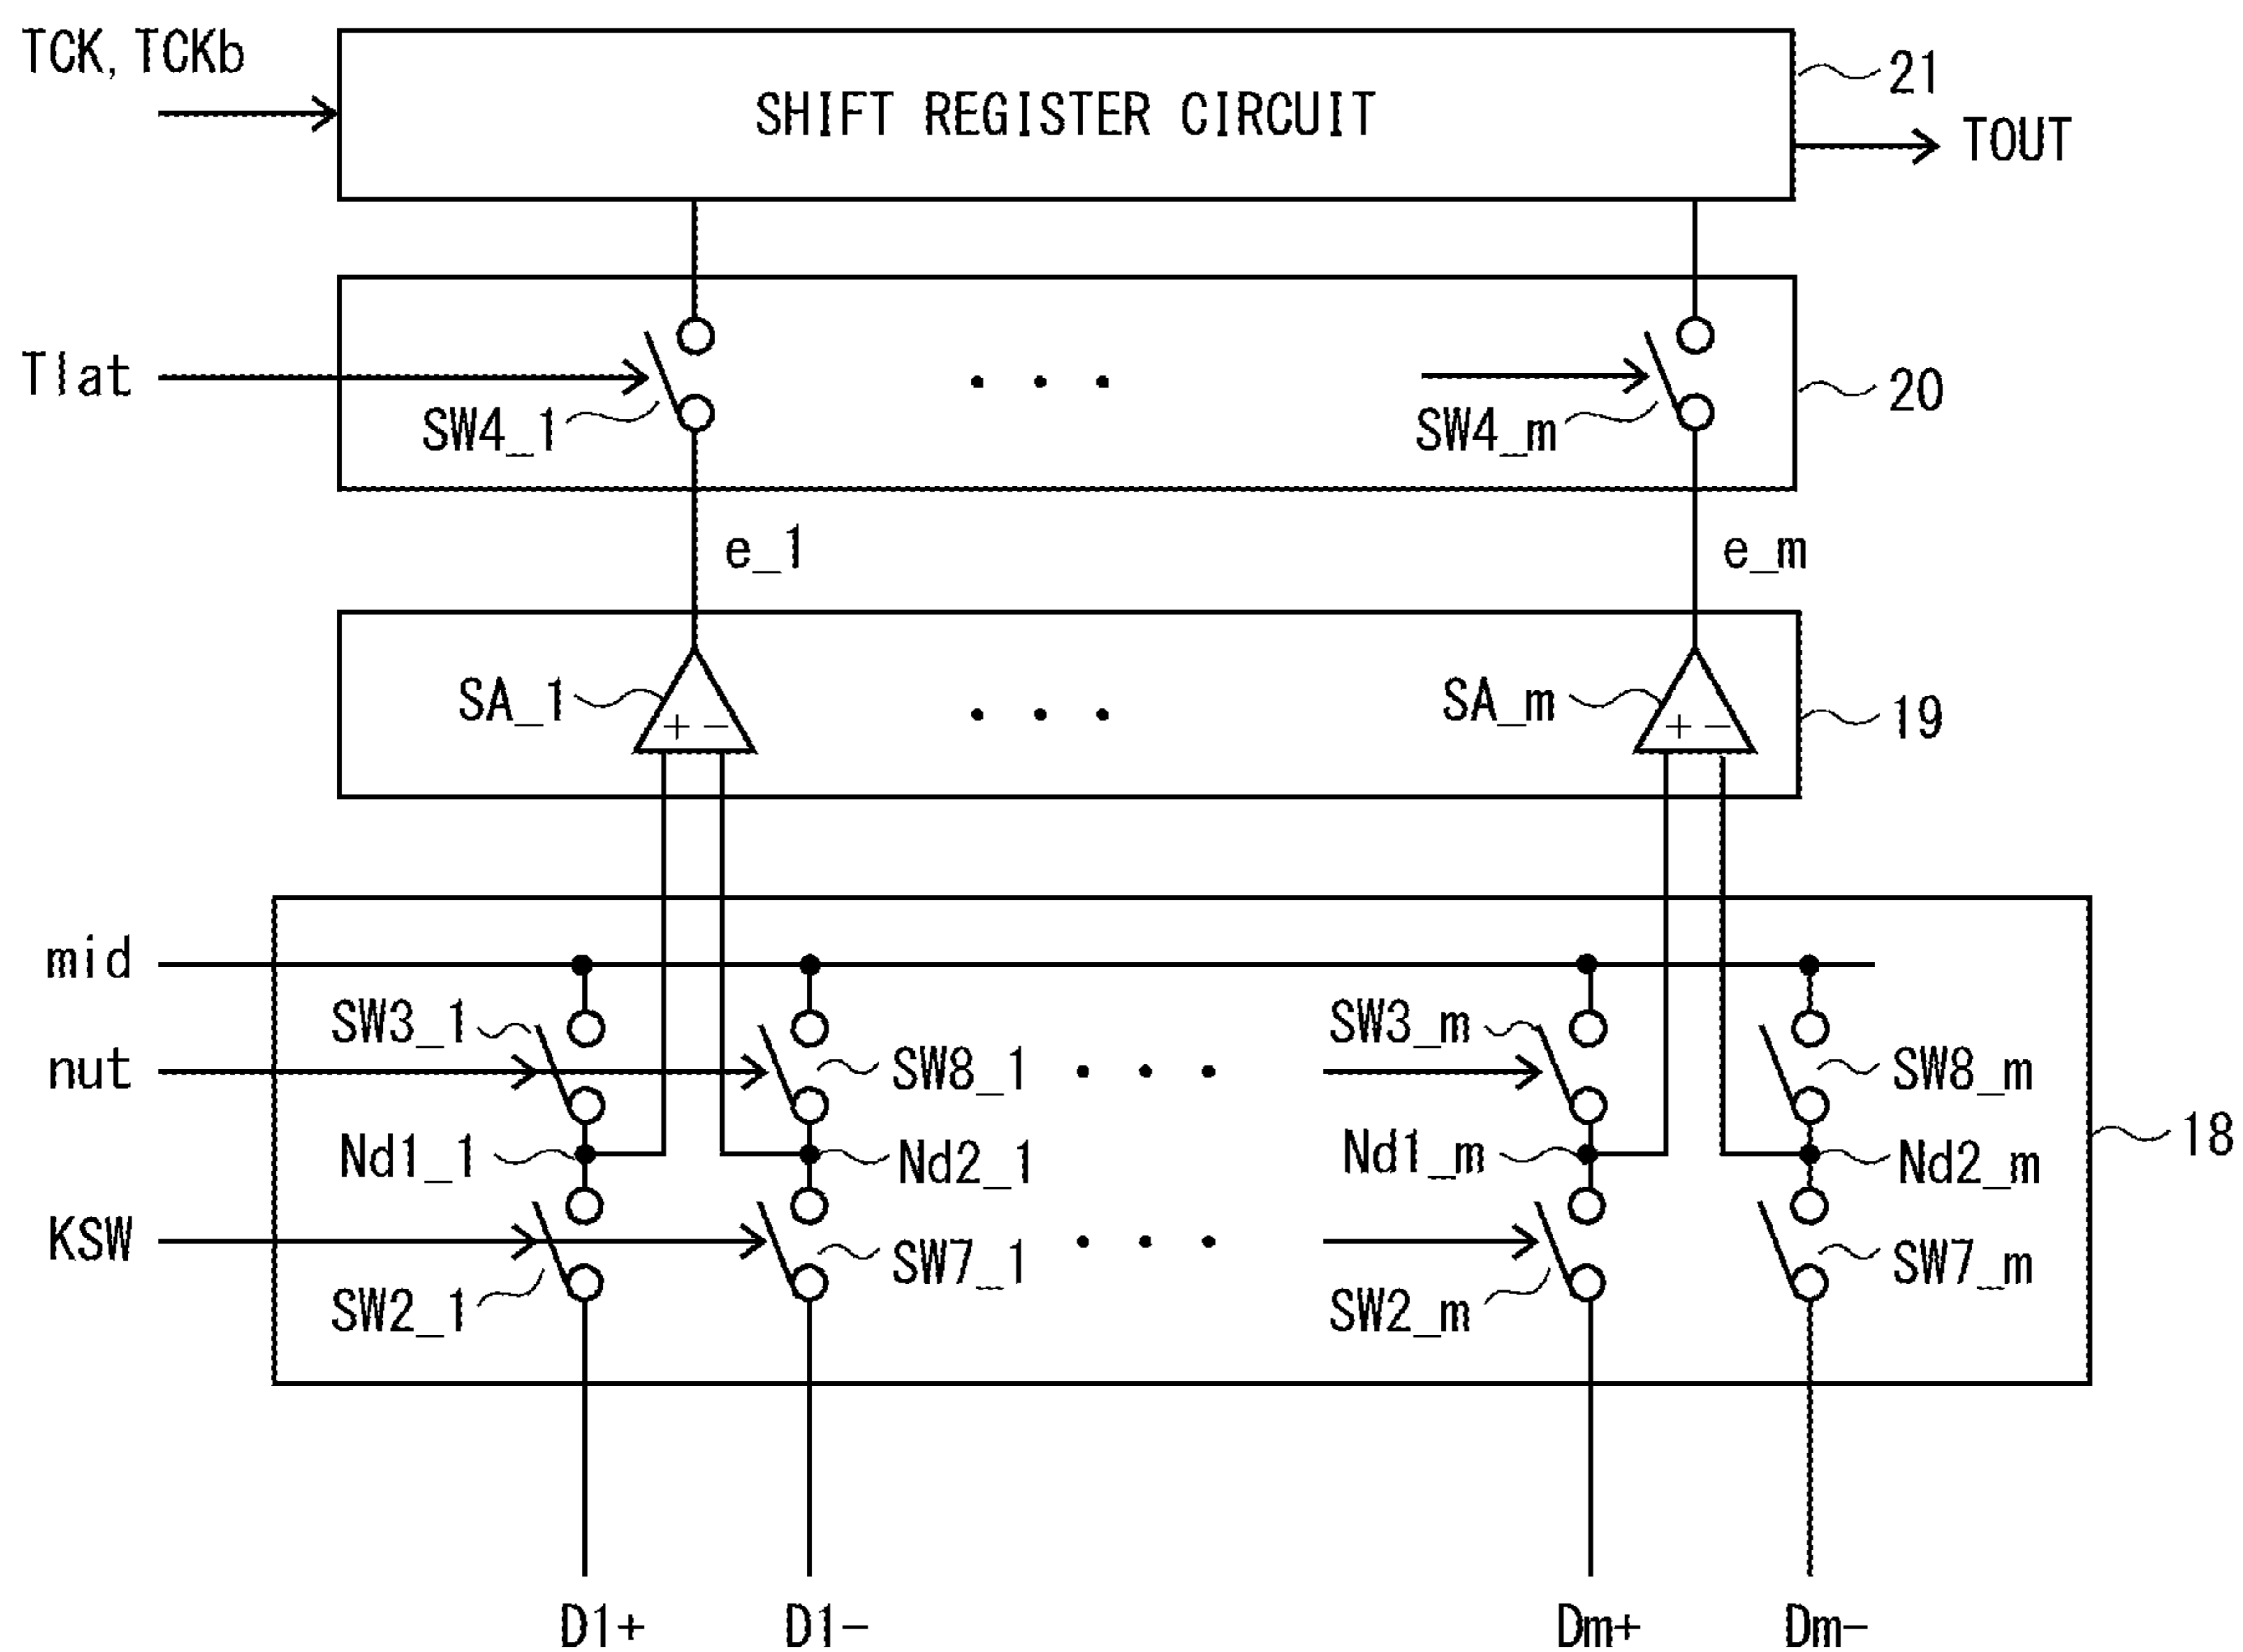 TCK, TCKb
SHIFT REGISTER CIRCUIT
21
TOUT
Tlat
SW4_1
. . .
SW4_m
20
e_1
e_m
SA_1
+ −
. . .
SA_m
+ −
19
mid
SW3_1
SW3_m
nut
SW8_1
. . .
SW8_m
Nd1_1
Nd2_1
Nd1_m
Nd2_m
18
KSW
SW7_1
. . .
SW7_m
SW2_1
SW2_m
D1+
D1−
Dm+
Dm−